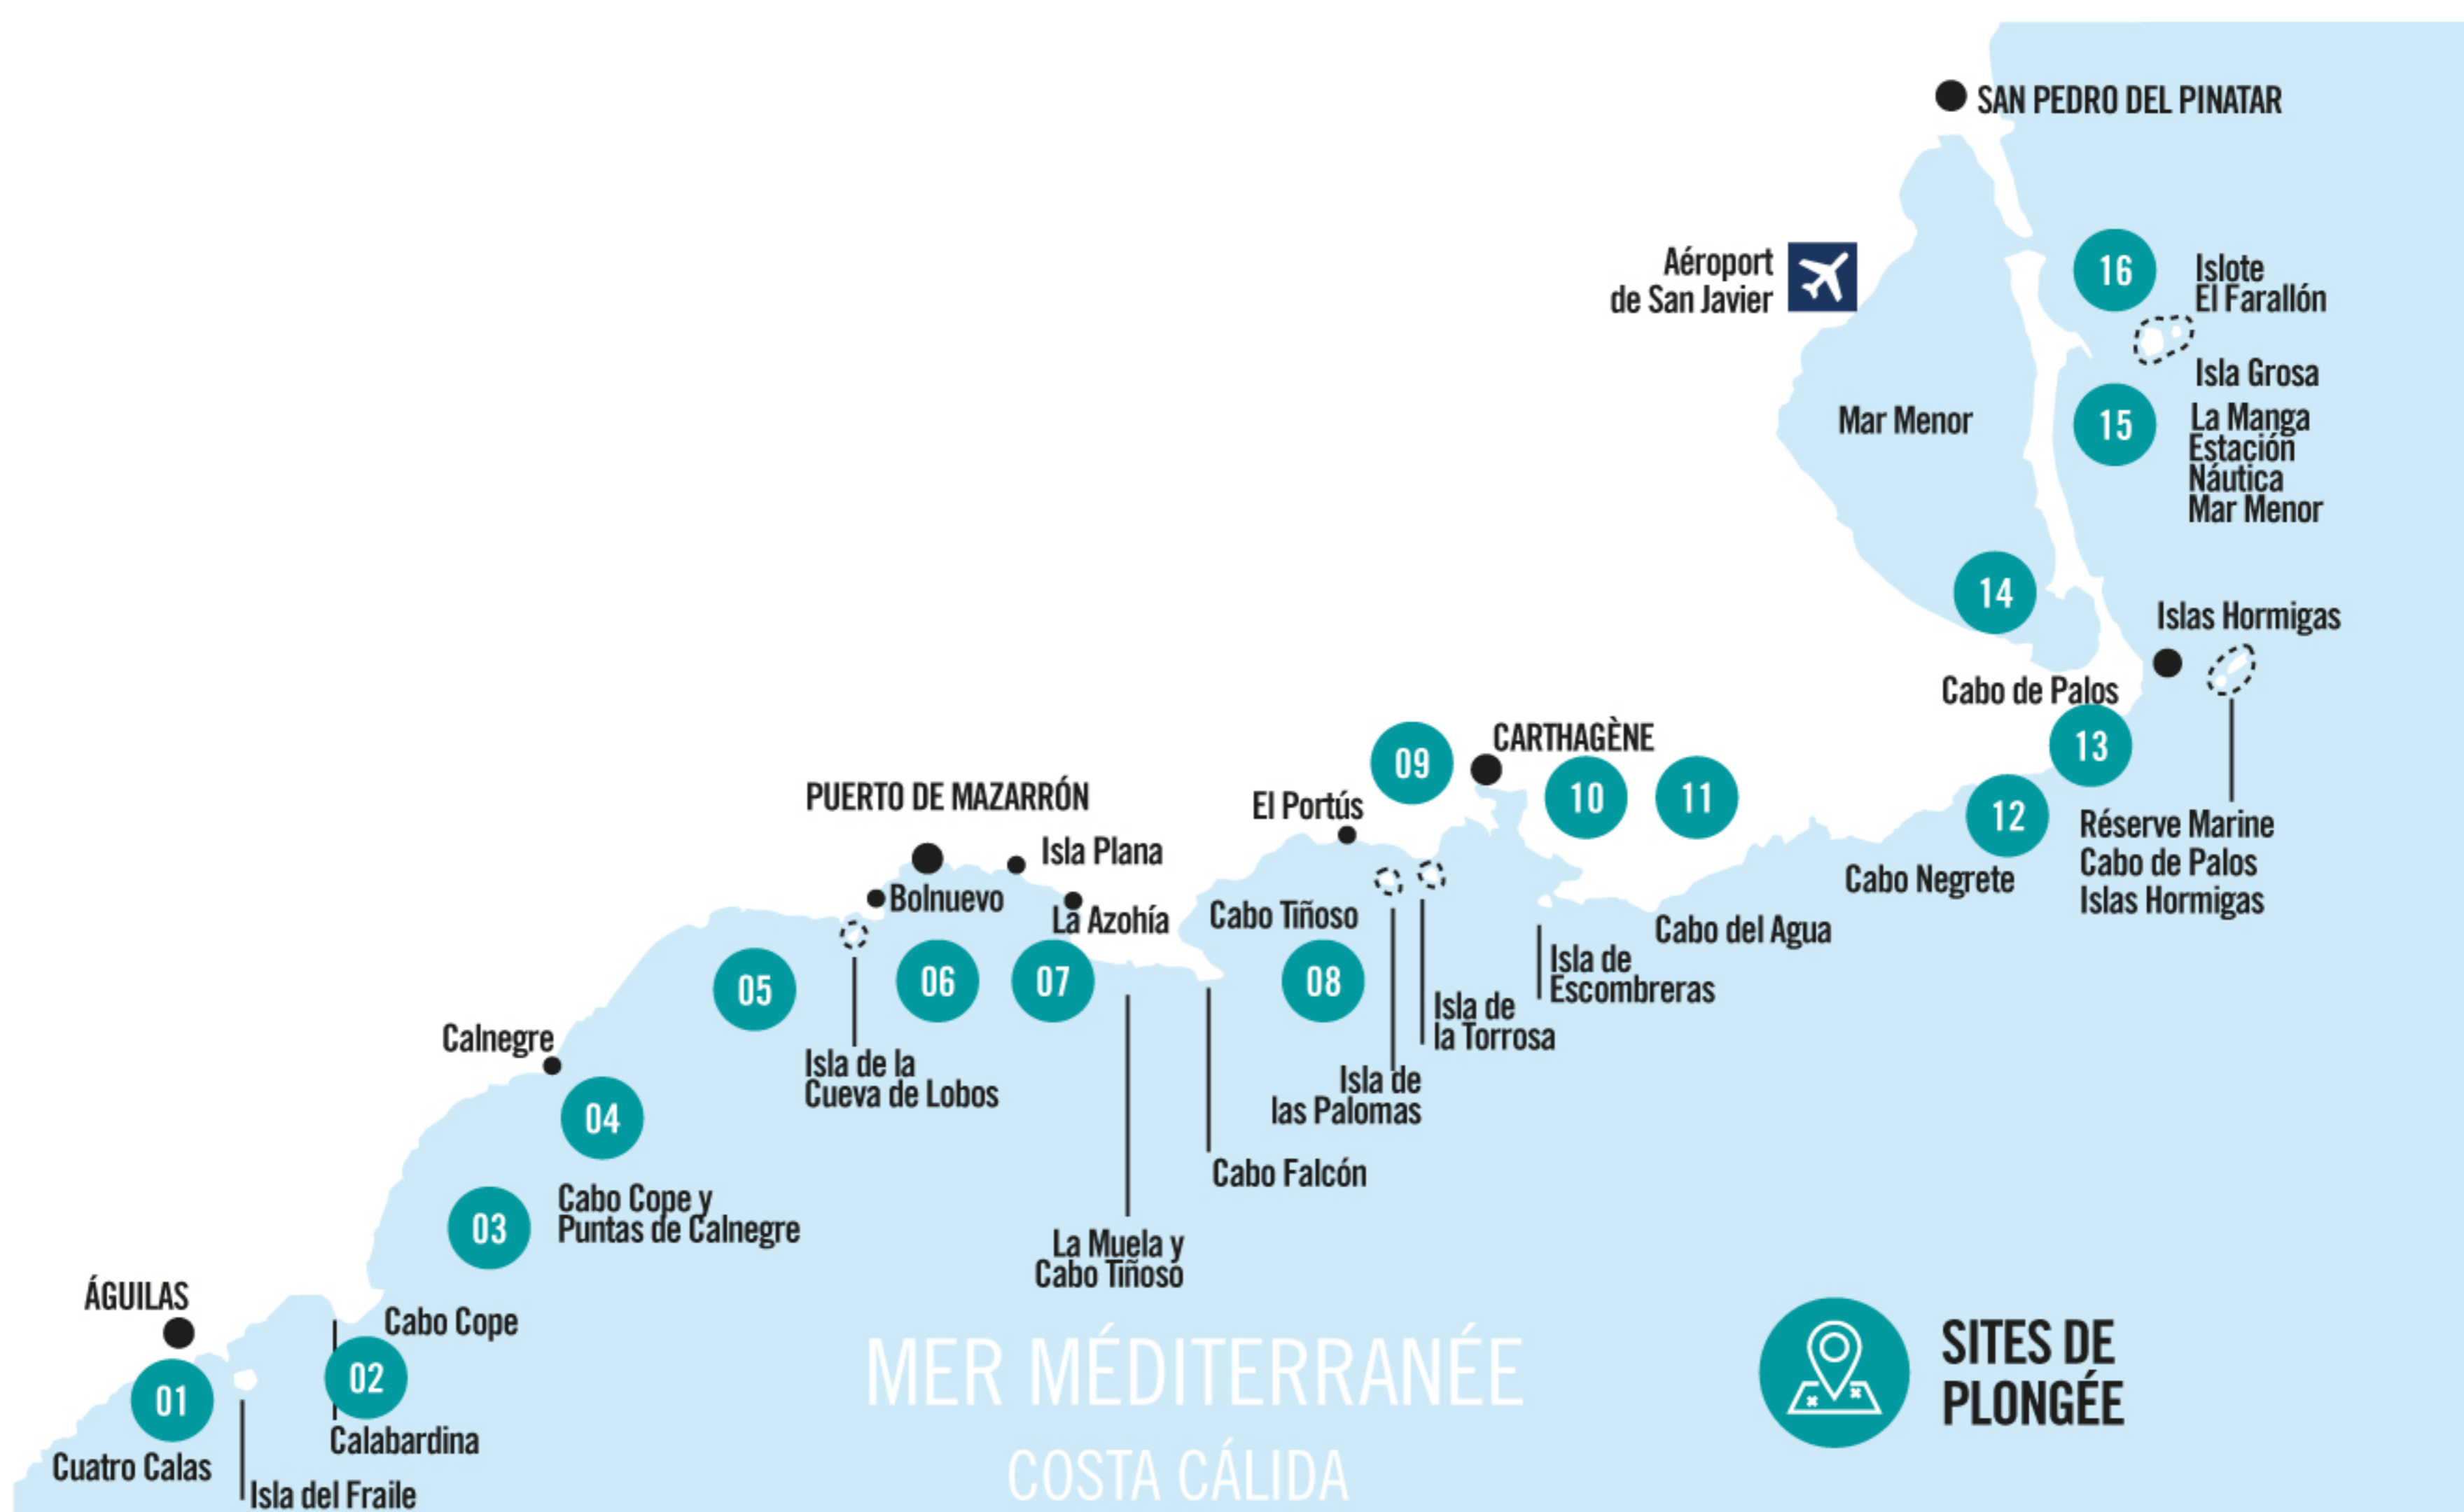 SAN PEDRO DEL PINATAR
Aéroport
de San Javier
16
Islote
El Farallón
Isla Grosa
Mar Menor
15
La Manga
Estación
Náutica
Mar Menor
14
Islas Hormigas
Cabo de Palos
13
09
CARTHAGÈNE
10
11
12
PUERTO DE MAZARRÓN
El Portús
Réserve Marine
Cabo de Palos
Islas Hormigas
Isla Plana
Cabo Negrete
Bolnuevo
La Azohía
Cabo Tiñoso
Cabo del Agua
05
06
07
08
Isla de
Escombreras
Isla de
la Torrosa
Calnegre
Isla de la
Cueva de Lobos
Isla de
las Palomas
04
Cabo Falcón
03
Cabo Cope y
Puntas de Calnegre
La Muela y
Cabo Tiñoso
ÁGUILAS
Cabo Cope
01
02
Calabardina
Cuatro Calas
Isla del Fraile
MER MÉDITERRANÉE
COSTA CÁLIDA
SITES DE
PLONGÉE